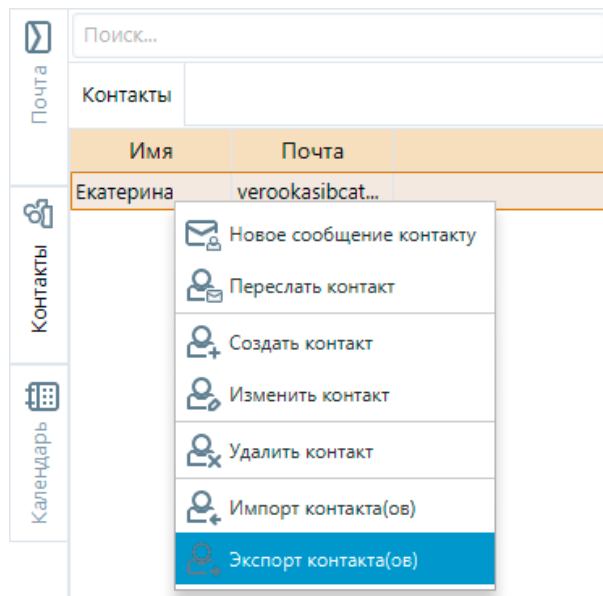 Почта
Контакты
Календарь
Поиск...
Контакты
Имя Почта
Екатерина verookasibcat...
Новое сообщение контакту
Переслать контакт
Создать контакт
Изменить контакт
Удалить контакт
Импорт контакта(ов)
Экспорт контакта(ов)